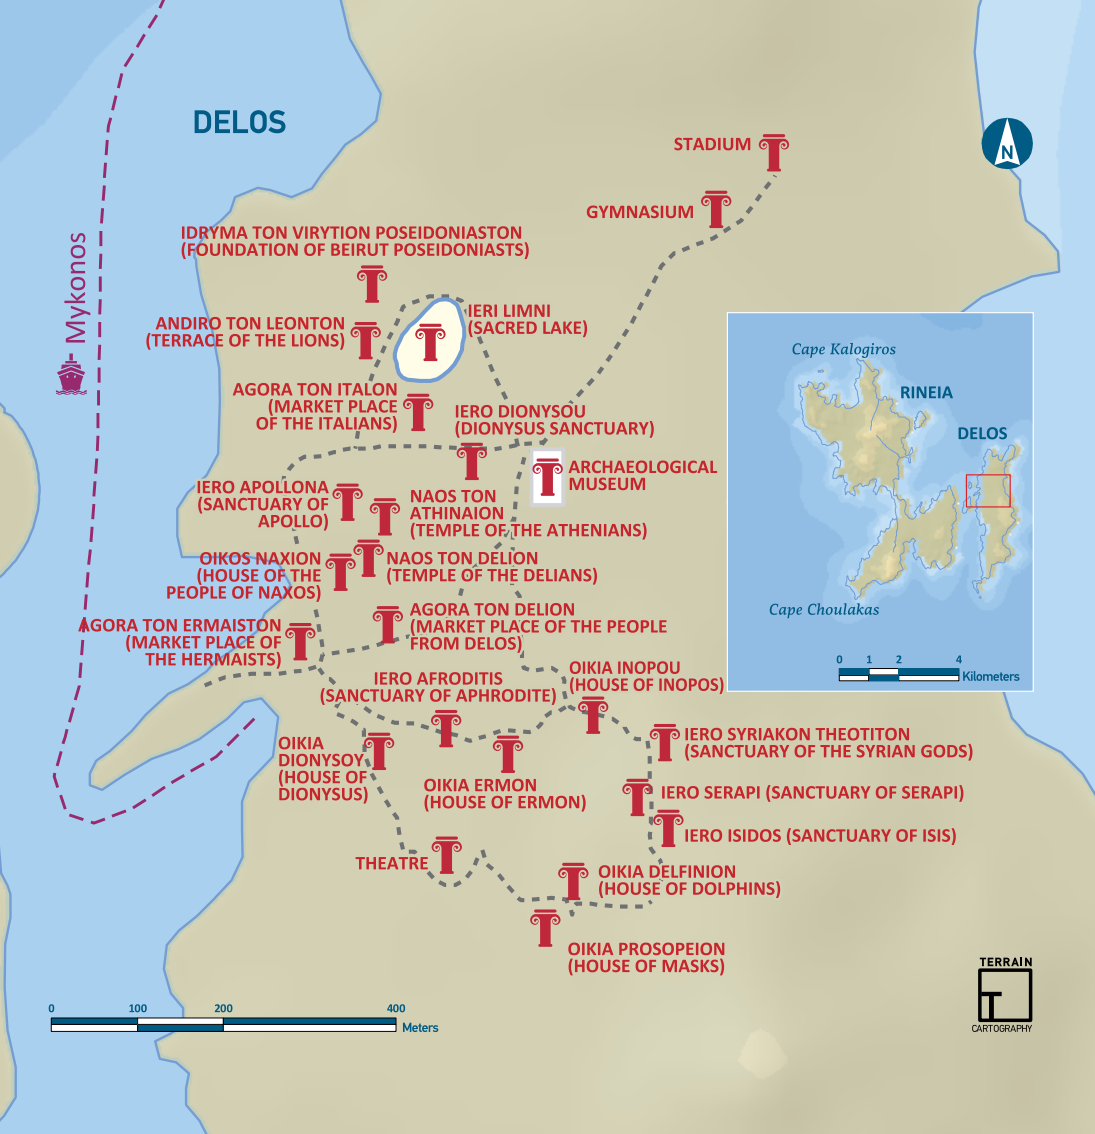 DELOS
N
STADIUM
GYMNASIUM
IDRYMA TON VIRYTION POSEIDONIASTON
(FOUNDATION OF BEIRUT POSEIDONIASTS)
Mykonos
IERI LIMNI
(SACRED LAKE)
ANDIRO TON LEONTON
(TERRACE OF THE LIONS)
AGORA TON ITALON
(MARKET PLACE
OF THE ITALIANS)
IERO DIONYSOU
(DIONYSUS SANCTUARY)
ARCHAEOLOGICAL
MUSEUM
IERO APOLLONA
(SANCTUARY OF
APOLLO)
NAOS TON
ATHINAION
(TEMPLE OF THE ATHENIANS)
OIKOS NAXION
(HOUSE OF THE
PEOPLE OF NAXOS)
NAOS TON DELION
(TEMPLE OF THE DELIANS)
AGORA TON ERMAISTON
(MARKET PLACE OF
THE HERMAISTS)
AGORA TON DELION
(MARKET PLACE OF THE PEOPLE
FROM DELOS)
IERO AFRODITIS
(SANCTUARY OF APHRODITE)
OIKIA INOPOU
(HOUSE OF INOPOS)
OIKIA
DIONYSOY
(HOUSE OF
DIONYSUS)
OIKIA ERMON
(HOUSE OF ERMON)
IERO SYRIAKON THEOTITON
(SANCTUARY OF THE SYRIAN GODS)
IERO SERAPI (SANCTUARY OF SERAPI)
IERO ISIDOS (SANCTUARY OF ISIS)
THEATRE
OIKIA DELFINION
(HOUSE OF DOLPHINS)
OIKIA PROSOPEION
(HOUSE OF MASKS)
Cape Kalogiros
RINEIA
DELOS
Cape Choulakas
0 1 2 4
Kilometers
0 100 200 400
Meters
TERRAIN
T
CARTOGRAPHY